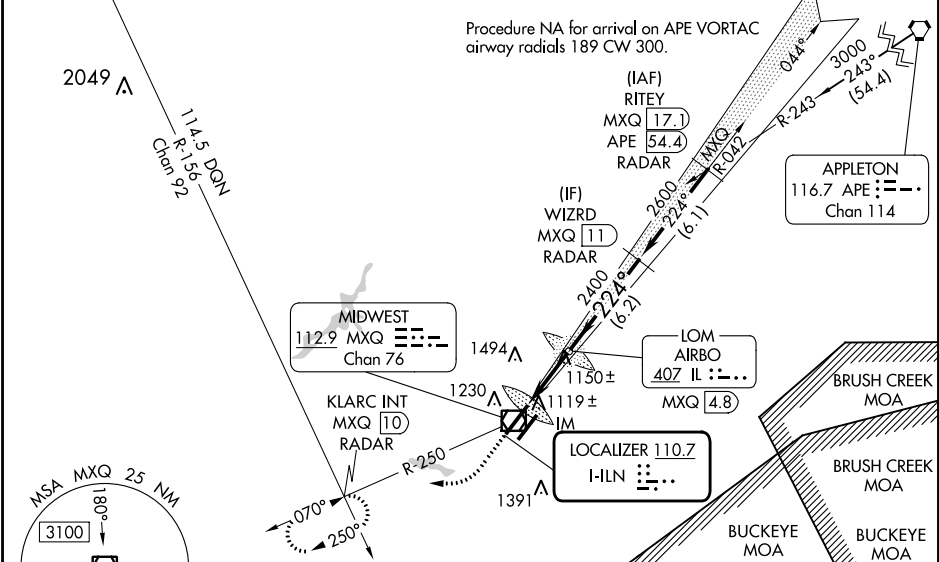 Procedure NA for arrival on APE VORTAC
airway radials 189 CW 300.
2049
114.5 DQN
R-156
Chan 92
(IAF)
RITEY
MXQ 17.1
APE 54.4
RADAR
044°
3000
243°
(54.4)
R-243
MXQ
R-042
APPLETON
116.7 APE
Chan 114
2600
224°
(6.1)
(IF)
WIZRD
MXQ 11
RADAR
2400
224°
(6.2)
MIDWEST
112.9 MXQ
Chan 76
1494
1150±
LOM
AIRBO
407 IL
MXQ 4.8
1230
1119±
IM
KLARC INT
MXQ 10
RADAR
R-250
LOCALIZER 110.7
I-ILN
1391
070°
250°
BRUSH CREEK
MOA
BRUSH CREEK
MOA
BUCKEYE
MOA
BUCKEYE
MOA
MSA MXQ 25 NM
180°
3100